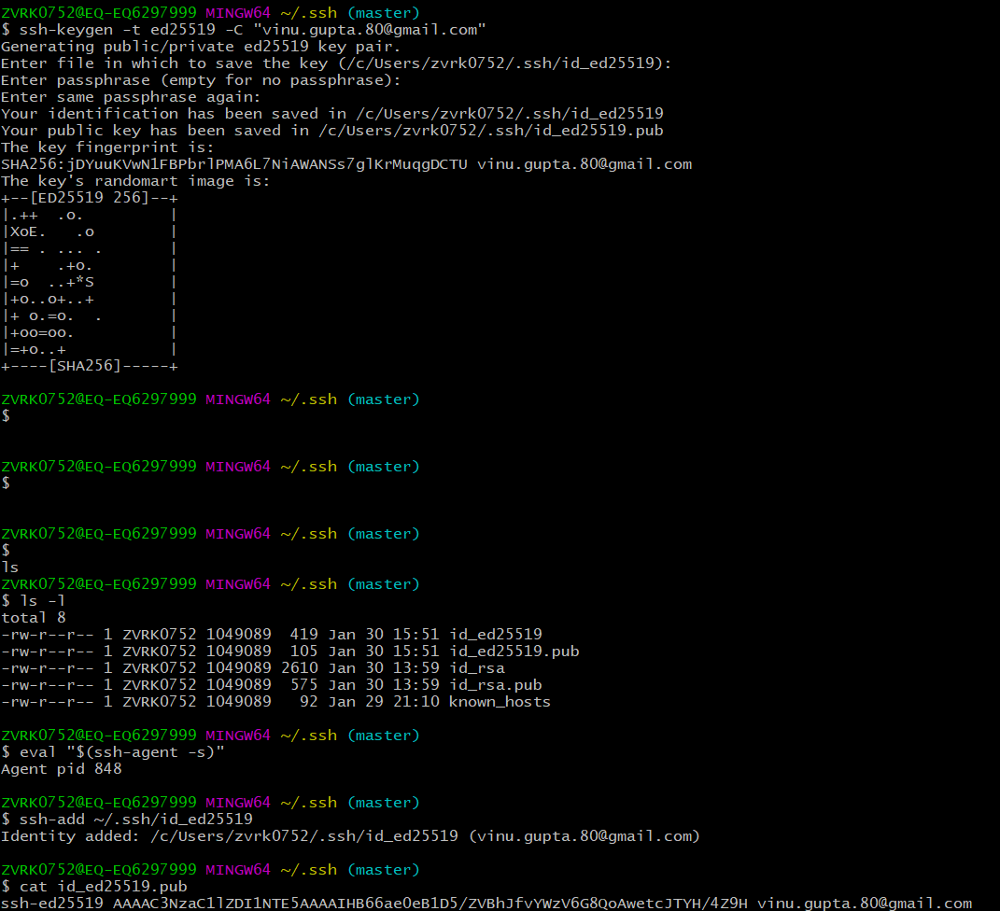 ZVRK0752@EQ-EQ6297999 MINGW64 ~/.ssh (master)
$ ssh-keygen -t ed25519 -C "vinu.gupta.80@gmail.com"
Generating public/private ed25519 key pair.
Enter file in which to save the key (/c/Users/zvrk0752/.ssh/id_ed25519):
Enter passphrase (empty for no passphrase):
Enter same passphrase again:
Your identification has been saved in /c/Users/zvrk0752/.ssh/id_ed25519
Your public key has been saved in /c/Users/zvrk0752/.ssh/id_ed25519.pub
The key fingerprint is:
SHA256:jDYuuKVwN1FBPbrlPMA6L7NiAWANSs7glKrMuqgDCTU vinu.gupta.80@gmail.com
The key's randomart image is:
+--[ED25519 256]--+
|.++  .o.         |
|XoE.   .o        |
|== . ... .       |
|+    .+o.        |
|=o  ..+*S        |
|+o..o+..+        |
|+ o.=o.  .       |
|+oo=oo.          |
|=+o..+           |
+----[SHA256]-----+
ZVRK0752@EQ-EQ6297999 MINGW64 ~/.ssh (master)
$
ZVRK0752@EQ-EQ6297999 MINGW64 ~/.ssh (master)
$
ZVRK0752@EQ-EQ6297999 MINGW64 ~/.ssh (master)
$
ls
ZVRK0752@EQ-EQ6297999 MINGW64 ~/.ssh (master)
$ ls -l
total 8
-rw-r--r-- 1 ZVRK0752 1049089  419 Jan 30 15:51 id_ed25519
-rw-r--r-- 1 ZVRK0752 1049089  105 Jan 30 15:51 id_ed25519.pub
-rw-r--r-- 1 ZVRK0752 1049089 2610 Jan 30 13:59 id_rsa
-rw-r--r-- 1 ZVRK0752 1049089  575 Jan 30 13:59 id_rsa.pub
-rw-r--r-- 1 ZVRK0752 1049089   92 Jan 29 21:10 known_hosts
ZVRK0752@EQ-EQ6297999 MINGW64 ~/.ssh (master)
$ eval "$(ssh-agent -s)"
Agent pid 848
ZVRK0752@EQ-EQ6297999 MINGW64 ~/.ssh (master)
$ ssh-add ~/.ssh/id_ed25519
Identity added: /c/Users/zvrk0752/.ssh/id_ed25519 (vinu.gupta.80@gmail.com)
ZVRK0752@EQ-EQ6297999 MINGW64 ~/.ssh (master)
$ cat id_ed25519.pub
ssh-ed25519 AAAAC3NzaC1lZDI1NTE5AAAAIHB66ae0eB1D5/ZVBhJfvYWzV6G8QoAwetcJTYH/4Z9H vinu.gupta.80@gmail.com